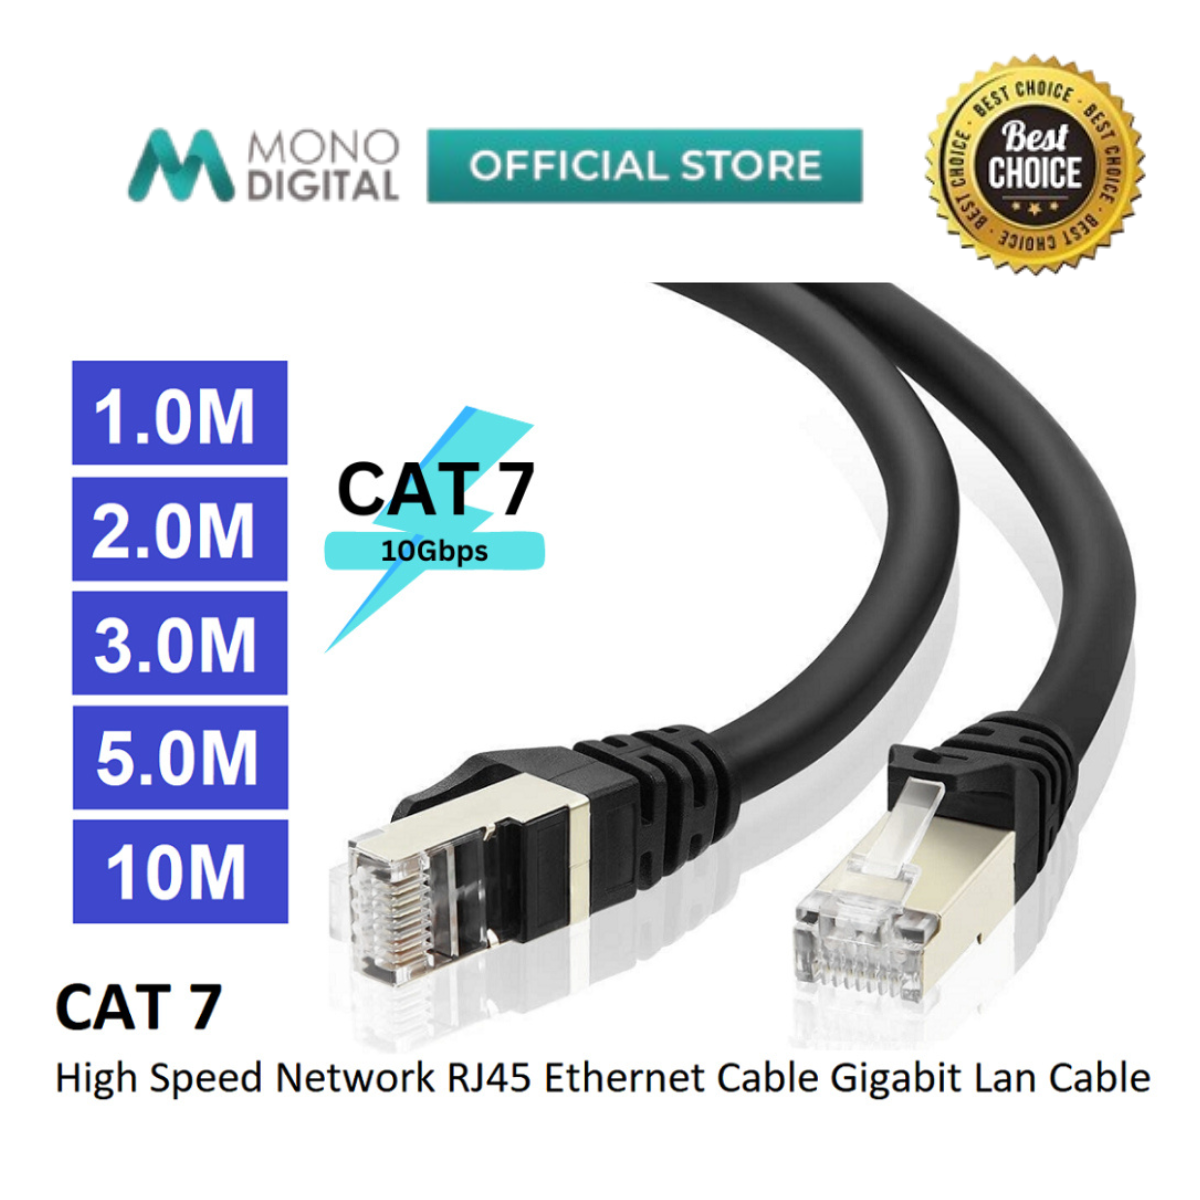 MONO
DIGITAL
OFFICIAL STORE
BEST CHOICE · BEST CHOICE · BEST CHOICE · BEST CHOICE ·
Best
CHOICE
1.0M
2.0M
3.0M
5.0M
10M
CAT 7
10Gbps
CAT 7
High Speed Network RJ45 Ethernet Cable Gigabit Lan Cable